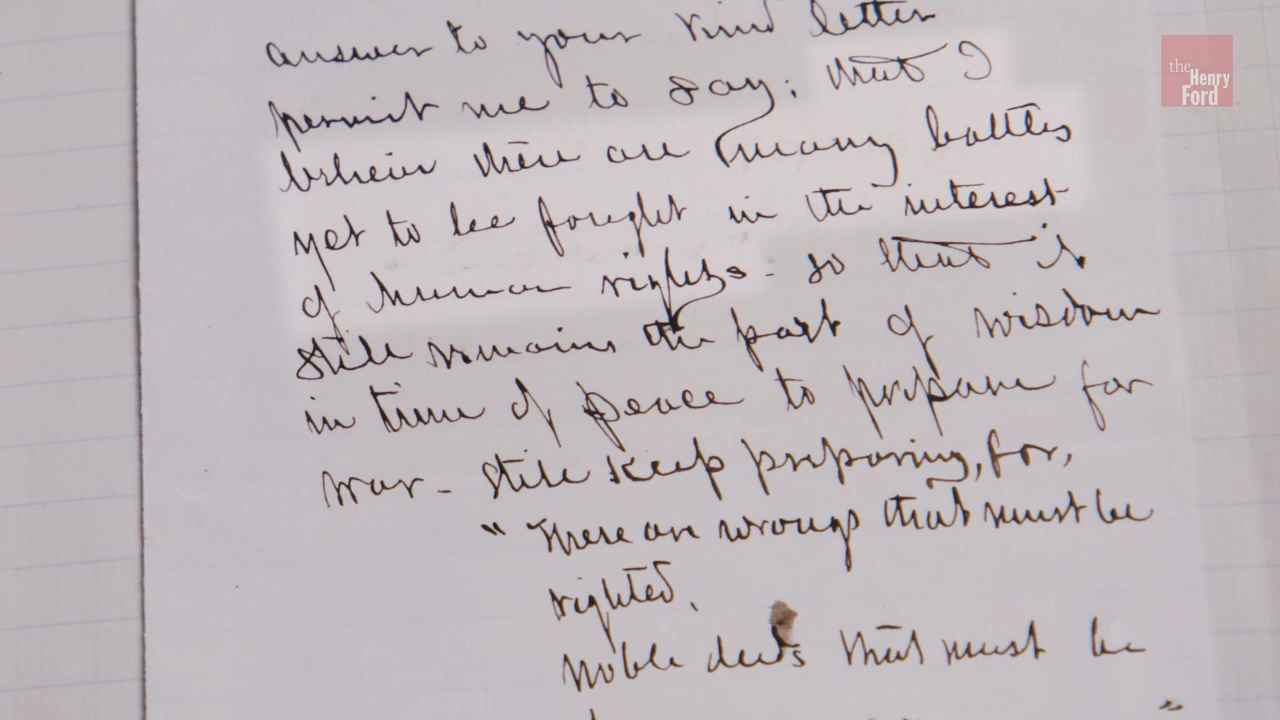 answer to your kind letter
permit me to say; that I
believe there are many battles
yet to be fought in the interest
of human rights - so that it
still remains the part of wisdom
in time of peace to prepare for
war - still keep preparing, for,
"There are wrongs that must be
righted,
Noble deeds that must be
"
the
Henry
Ford